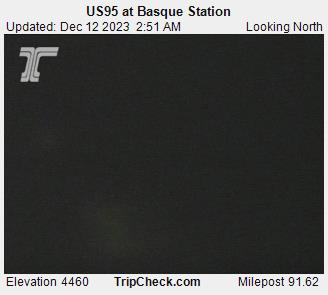 US95 at Basque Station
Updated: Dec 12 2023 2:51 AM Looking North
Elevation 4460 TripCheck.com Milepost 91.62